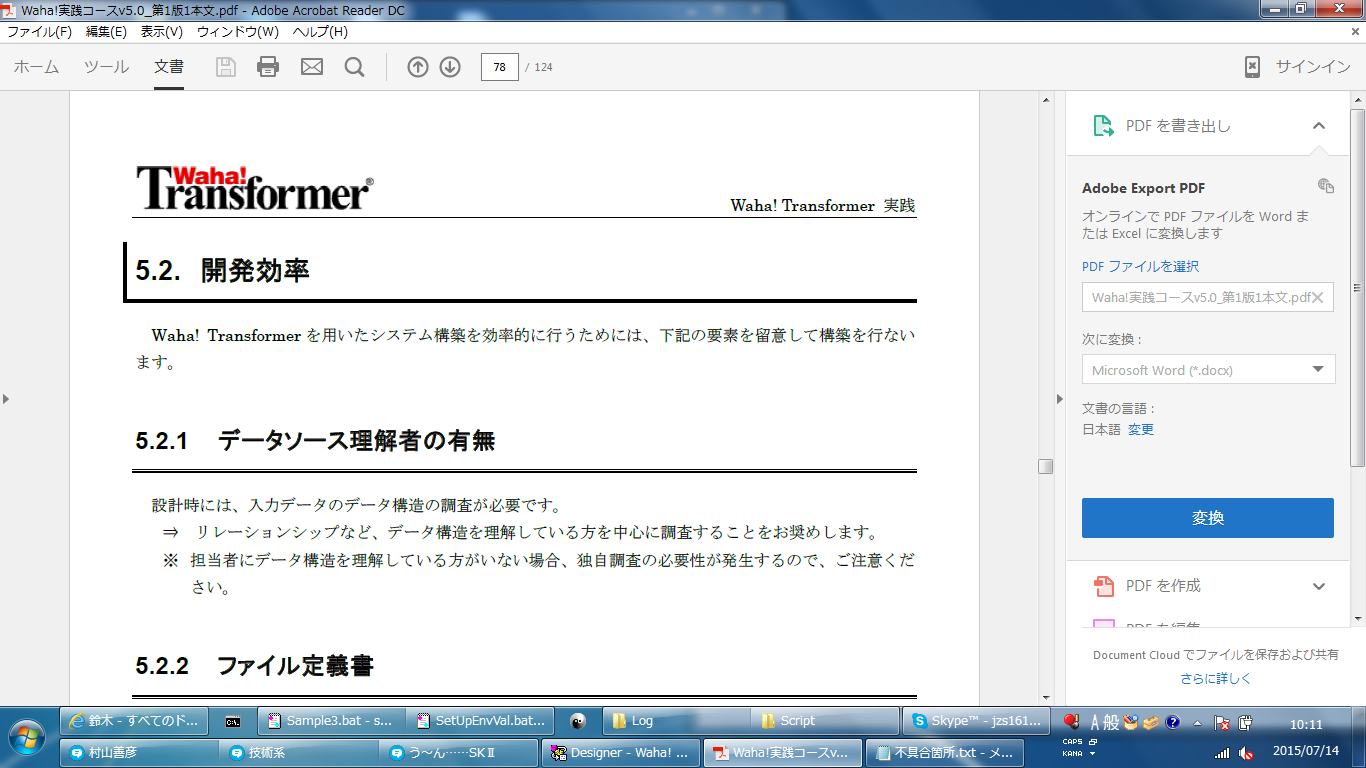 Waha!実践コースv5.0_第1版1本文.pdf - Adobe Acrobat Reader DC
ファイル(F) 編集(E) 表示(V) ウィンドウ(W) ヘルプ(H)
ホーム ツール 文書 78 / 124 サインイン
Waha!
Transformer®
Waha! Transformer 実践
5.2. 開発効率
Waha! Transformer を用いたシステム構築を効率的に行うためには、下記の要素を留意して構築を行ない
ます。
5.2.1 データソース理解者の有無
設計時には、入力データのデータ構造の調査が必要です。
⇒ リレーションシップなど、データ構造を理解している方を中心に調査することをお奨めします。
※ 担当者にデータ構造を理解している方がいない場合、独自調査の必要性が発生するので、ご注意くだ
さい。
5.2.2 ファイル定義書
PDF を書き出し
Adobe Export PDF
オンラインで PDF ファイルを Word ま
たは Excel に変換します
PDF ファイルを選択
Waha!実践コースv5.0_第1版1本文.pdf
次に変換 :
Microsoft Word (*.docx)
文書の言語 :
日本語 変更
変換
PDF を作成
PDF を編集
Document Cloud でファイルを保存および共有
さらに詳しく
鈴木 - すべてのド... Sample3.bat - s... SetUpEnvVal.bat... Log Script Skype™ - jzs161... A 般 10:11
村山善彦 技術系 う～ん……SKⅡ Designer - Waha! ... Waha!実践コースv... 不具合箇所.txt - メ... CAPS KANA 2015/07/14